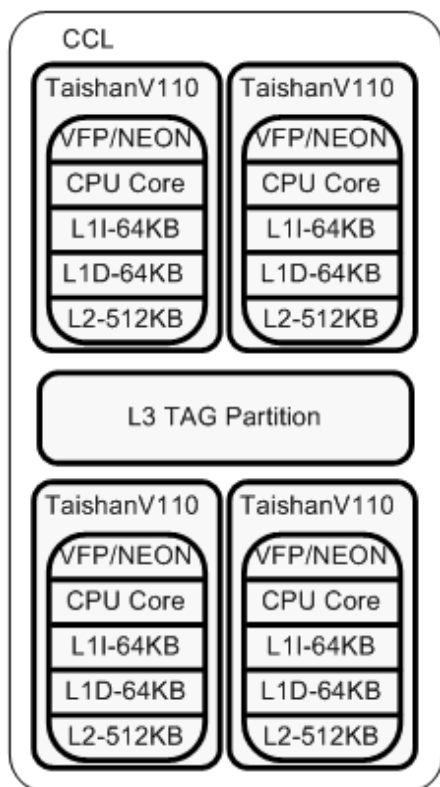 CCL
TaishanV110
VFP/NEON
CPU Core
L1I-64KB
L1D-64KB
L2-512KB
TaishanV110
VFP/NEON
CPU Core
L1I-64KB
L1D-64KB
L2-512KB
L3 TAG Partition
TaishanV110
VFP/NEON
CPU Core
L1I-64KB
L1D-64KB
L2-512KB
TaishanV110
VFP/NEON
CPU Core
L1I-64KB
L1D-64KB
L2-512KB